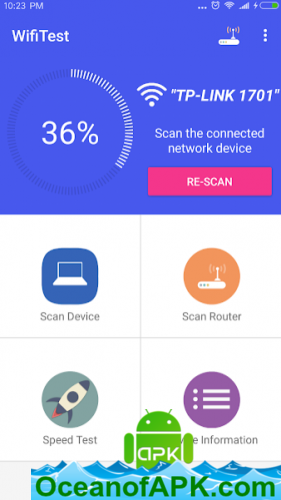 10:23 PM
WifiTest
36%
"TP-LINK 1701"
Scan the connected
network device
RE-SCAN
Scan Device
Scan Router
Speed Test
Information
APK
OceanofAPK.com